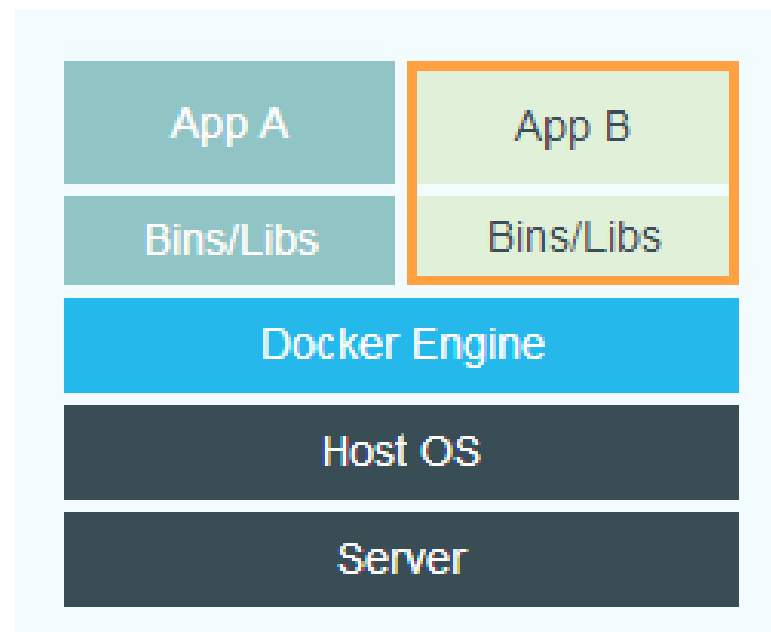 App A
App B
Bins/Libs
Bins/Libs
Docker Engine
Host OS
Server